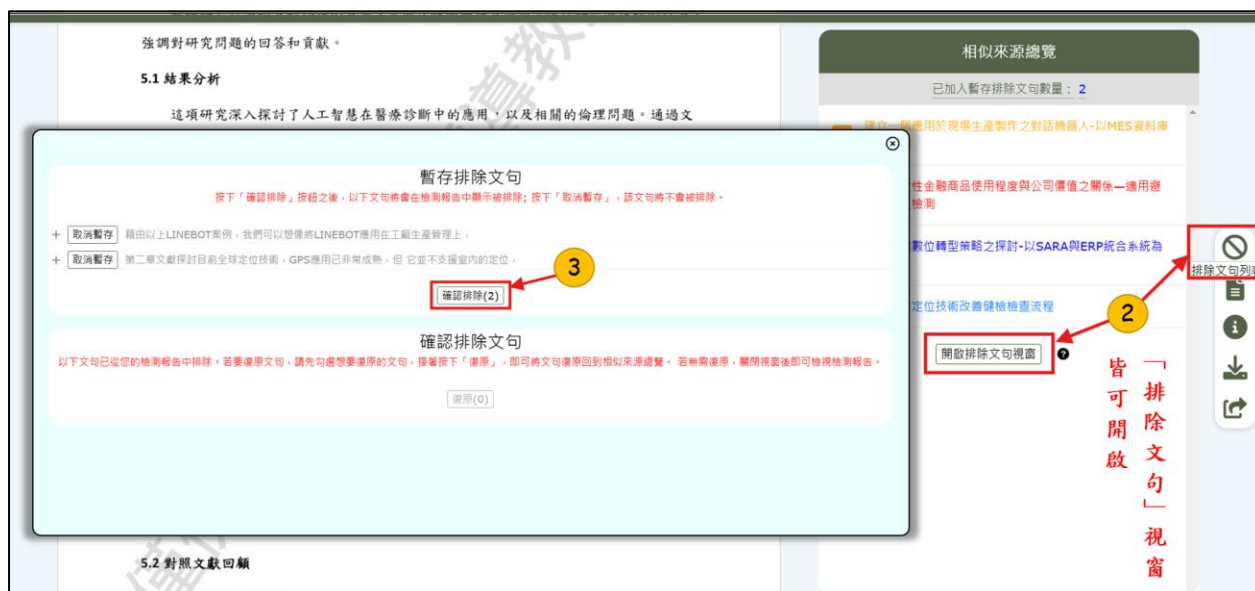 強調對研究問題的回答和貢獻。
5.1 結果分析
這項研究深入探討了人工智慧在醫療診斷中的應用，以及相關的倫理問題。通過文
相似來源總覽
已加入暫存排除文句數量： 2
建立一個應用於現場生產製作之對話機器人-以MES資料庫
性金融商品使用程度與公司價值之關係—適用避
檢測
數位轉型策略之探討-以SARA與ERP統合系統為
定位技術改善健檢檢查流程
開啟排除文句視窗
排除文句列表
2
「排除文句」視窗
皆可開啟
暫存排除文句
按下「確認排除」按鈕之後，以下文句將會在檢測報告中顯示被排除; 按下「取消暫存」，該文句將不會被排除。
+ 取消暫存 藉由以上LINEBOT案例，我們可以想像將LINEBOT應用在工廠生產管理上，
+ 取消暫存 第二章文獻探討目前全球定位技術，GPS應用已非常成熟，但 它並不支援室內的定位，
3
確認排除(2)
確認排除文句
以下文句已從您的檢測報告中排除。若要復原文句，請先勾選想要復原的文句，接著按下「復原」，即可將文句復原回到相似來源總覽， 若無需復原，關閉視窗後即可檢視檢測報告。
復原(0)
5.2 對照文獻回顧